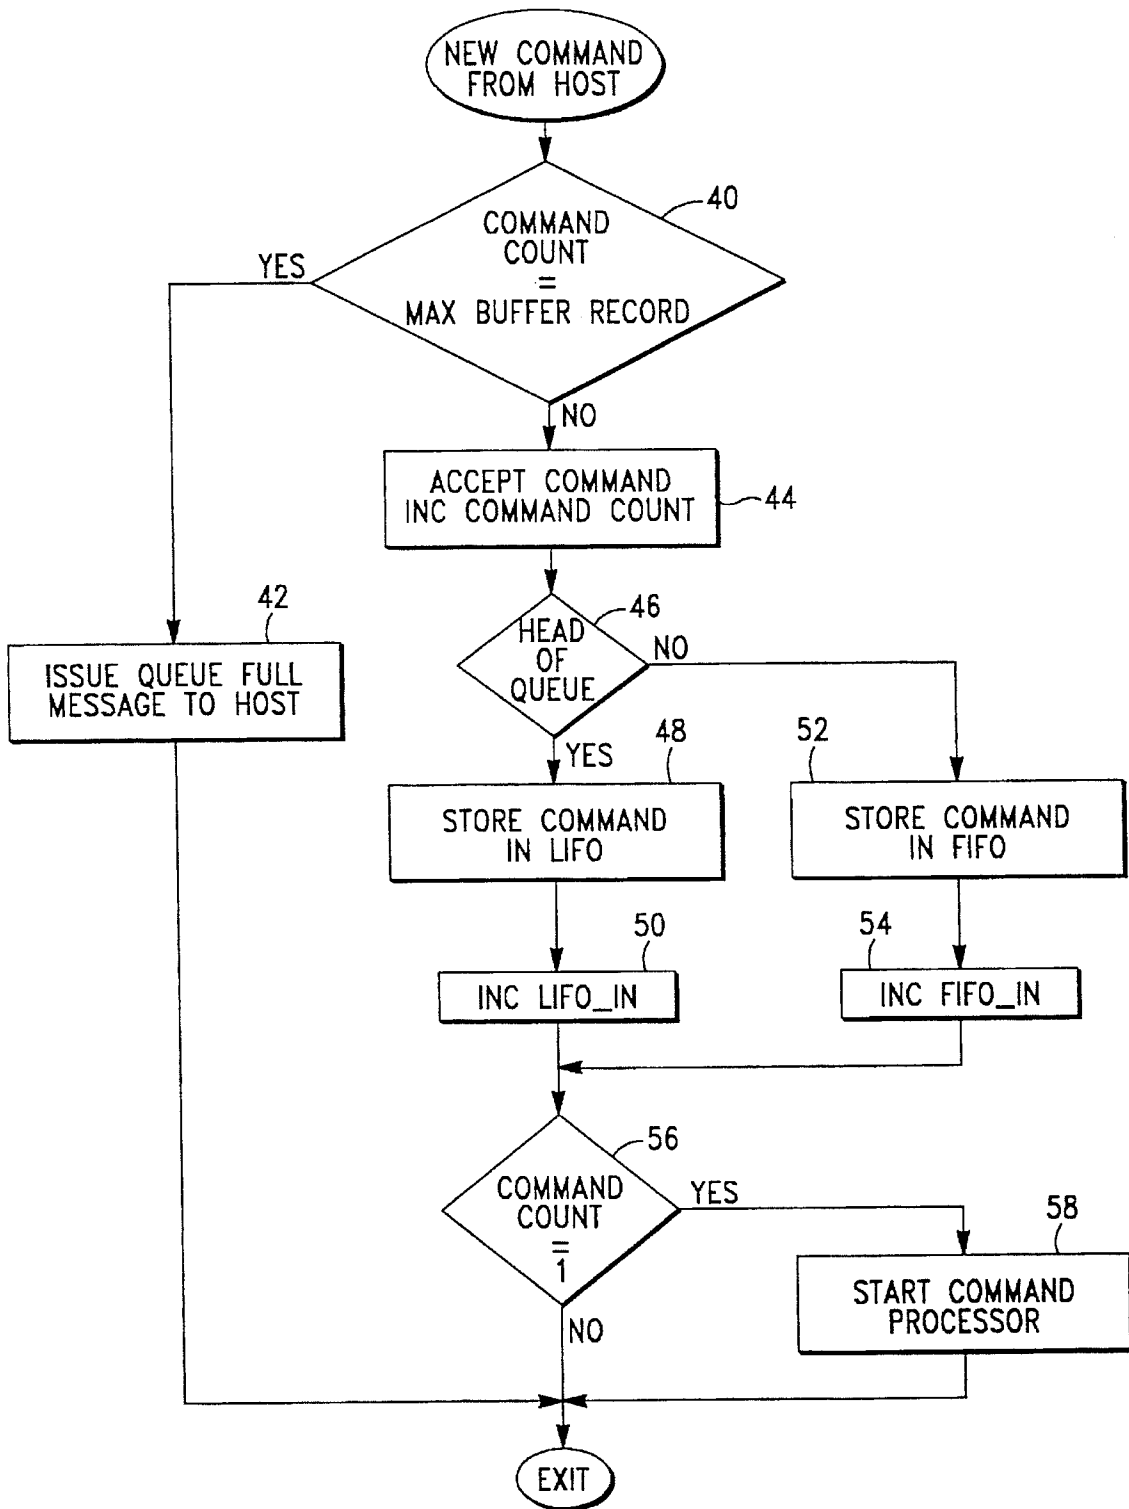 NEW COMMAND
FROM HOST
40
COMMAND
COUNT
=
MAX BUFFER RECORD
YES
NO
ACCEPT COMMAND
INC COMMAND COUNT
44
42
ISSUE QUEUE FULL
MESSAGE TO HOST
46
HEAD
OF
QUEUE
NO
YES
48
STORE COMMAND
IN LIFO
52
STORE COMMAND
IN FIFO
50
INC LIFO_IN
54
INC FIFO_IN
56
COMMAND
COUNT
=
1
YES
NO
58
START COMMAND
PROCESSOR
EXIT